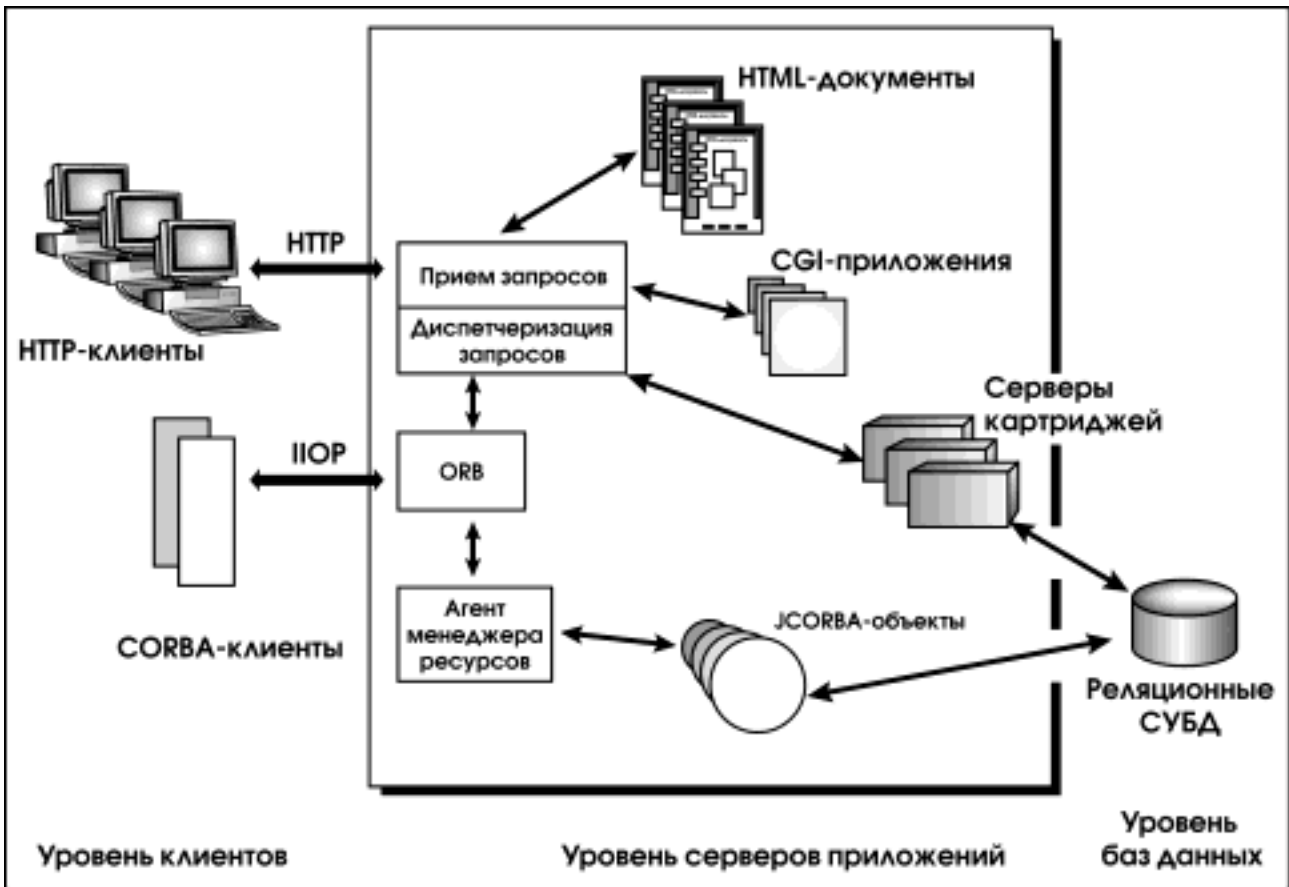 HTML-документы
HTTP
Прием запросов
CGI-приложения
Диспетчеризация
запросов
HTTP-клиенты
Серверы
картриджей
IIOP
ORB
Агент
менеджера
ресурсов
JCORBA-объекты
CORBA-клиенты
Реляционные
СУБД
Уровень клиентов
Уровень серверов приложений
Уровень
баз данных